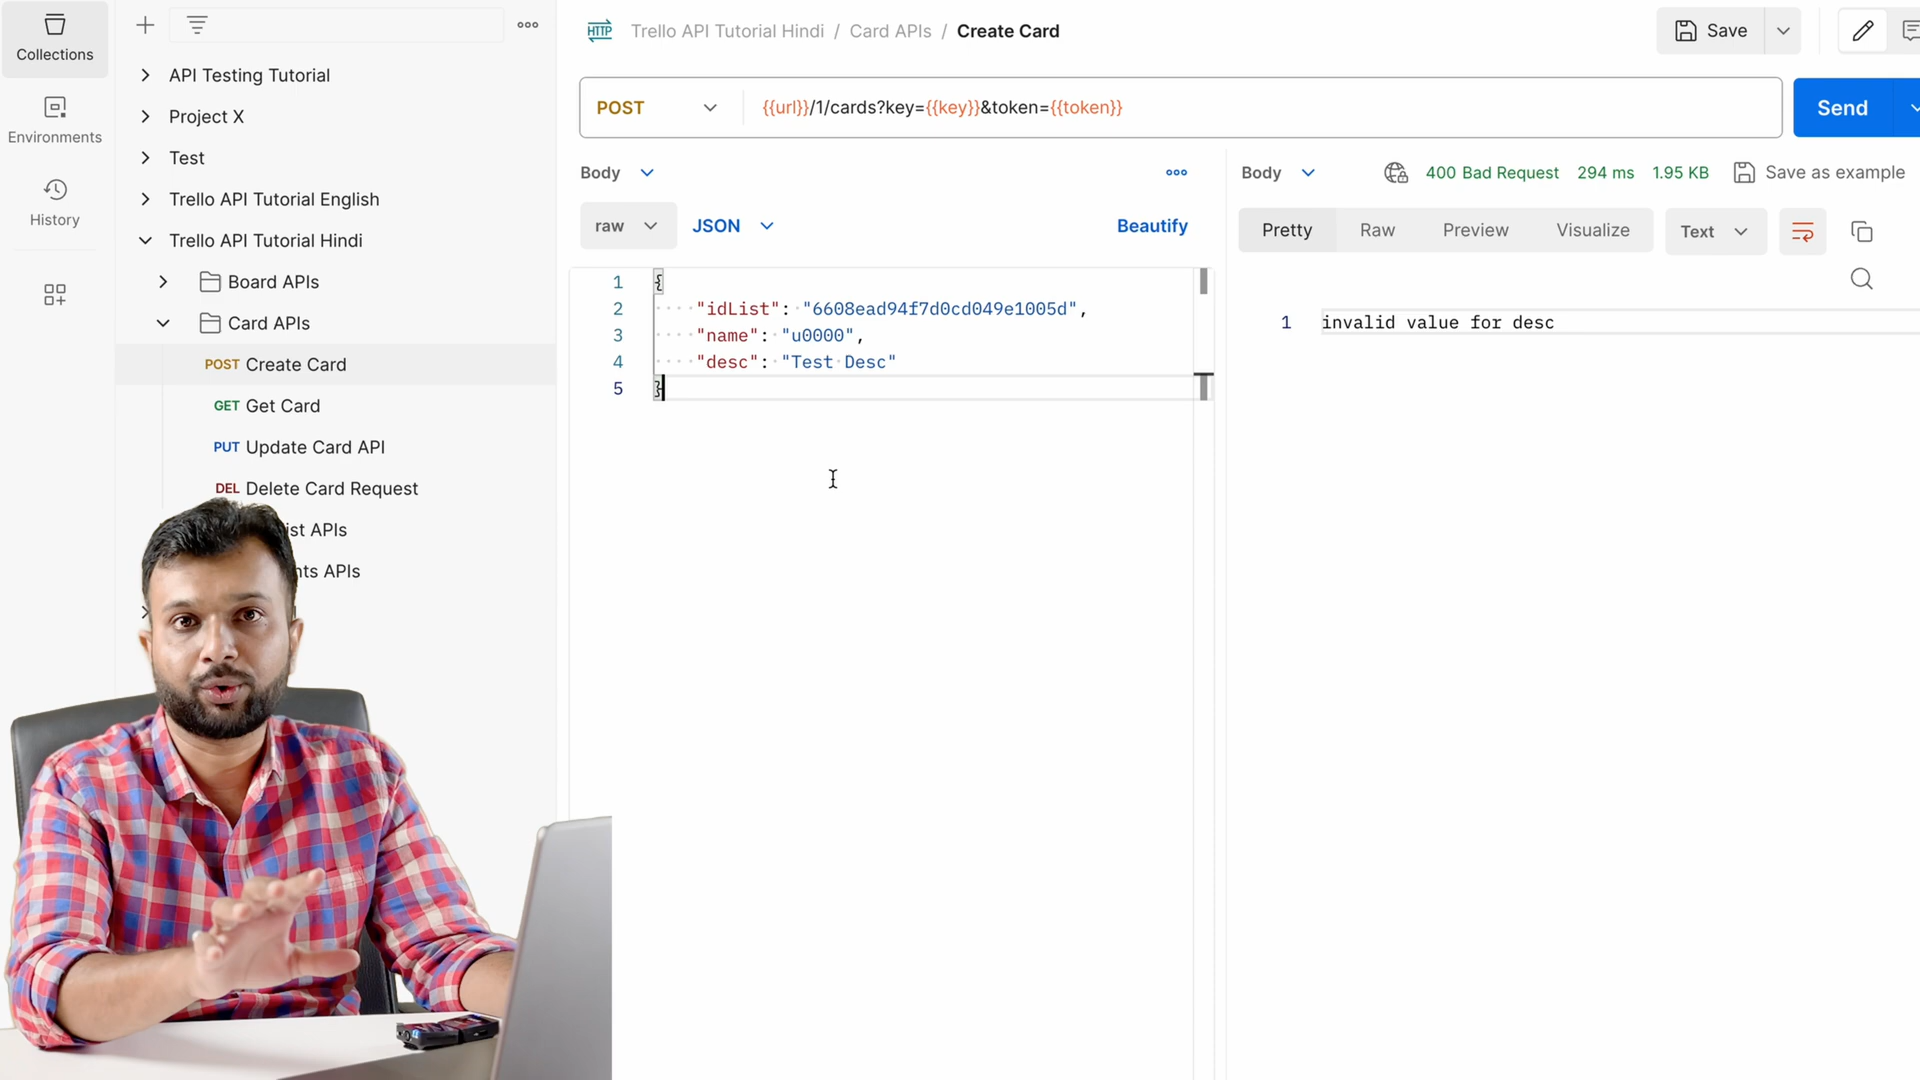 Collections
Environments
History
API Testing Tutorial
Project X
Test
Trello API Tutorial English
Trello API Tutorial Hindi
Board APIs
Card APIs
POST Create Card
GET Get Card
PUT Update Card API
DEL Delete Card Request
ist APIs
nts APIs
HTTP Trello API Tutorial Hindi / Card APIs / Create Card
Save
POST {{url}}/1/cards?key={{key}}&token={{token}}
Send
Body
raw JSON
Beautify
1 {
2 "idList": "6608ead94f7d0cd049e1005d",
3 "name": "u0000",
4 "desc": "Test Desc"
5 }
Body
400 Bad Request 294 ms 1.95 KB Save as example
Pretty Raw Preview Visualize Text
1 invalid value for desc